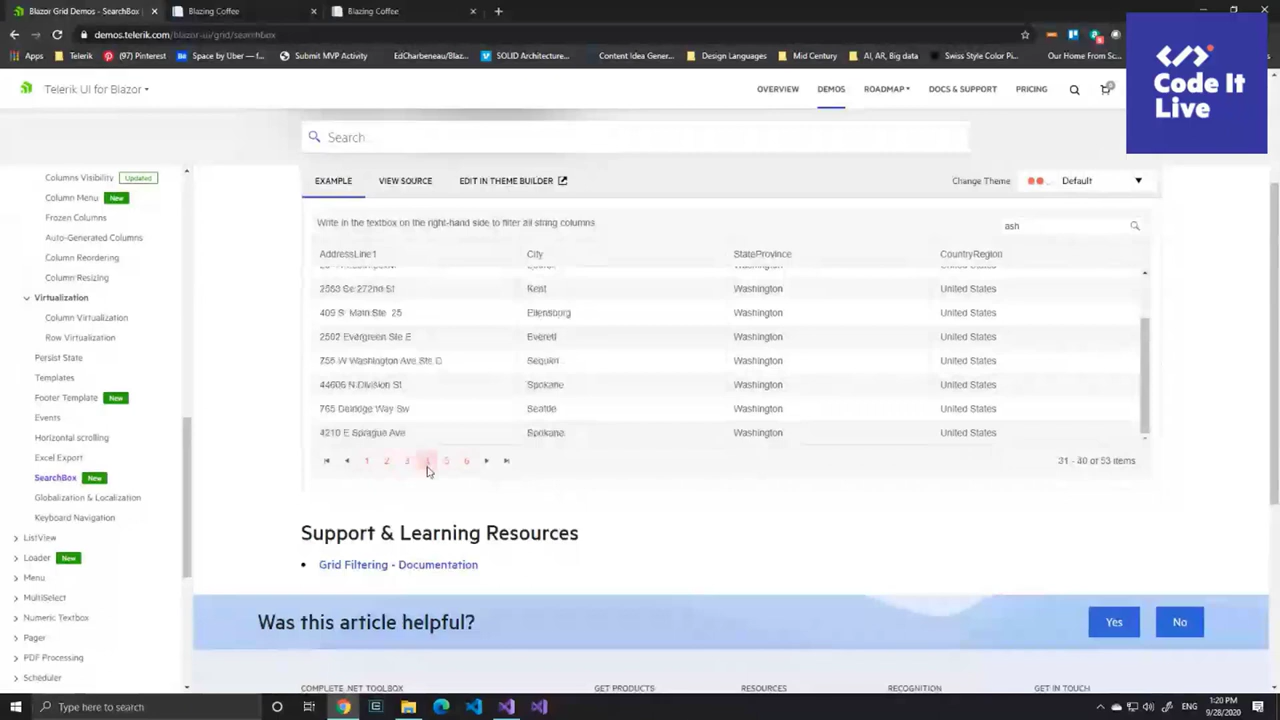 Blazor Grid Demos - SearchBox
Blazing Coffee
Blazing Coffee
demos.telerik.com/blazor-ui/grid/searchbox
Apps
Telerik
(97) Pinterest
Space by Uber – f...
Submit MVP Activity
EdCharbeneau/Blaz...
SOLID Architecture...
Content Idea Gener...
Design Languages
Mid Century
AI, AR, Big data
Swiss Style Color Pi...
Our Home From Sc...
Code It
Live
Telerik UI for Blazor
OVERVIEW
DEMOS
ROADMAP
DOCS & SUPPORT
PRICING
0
Search
EXAMPLE
VIEW SOURCE
EDIT IN THEME BUILDER
Change Theme
Default
Write in the textbox on the right-hand side to filter all string columns
ash
AddressLine1
City
StateProvince
CountryRegion
Washington
United States
2583 Se 272nd St
Kent
Washington
United States
409 S. Main Ste. 25
Ellensburg
Washington
United States
2502 Evergreen Ste E
Everett
Washington
United States
755 W Washington Ave Ste D
Sequim
Washington
United States
44606 N Division St
Spokane
Washington
United States
765 Delridge Way Sw
Seattle
Washington
United States
4210 E Sprague Ave
Spokane
Washington
United States
1 2 3 4 5 6
31 - 40 of 53 items
Columns Visibility Updated
Column Menu New
Frozen Columns
Auto-Generated Columns
Column Reordering
Column Resizing
Virtualization
Column Virtualization
Row Virtualization
Persist State
Templates
Footer Template New
Events
Horizontal scrolling
Excel Export
SearchBox New
Globalization & Localization
Keyboard Navigation
ListView
Loader New
Menu
MultiSelect
Numeric Textbox
Pager
PDF Processing
Scheduler
Support & Learning Resources
Grid Filtering - Documentation
Was this article helpful?
Yes
No
COMPLETE .NET TOOLBOX
GET PRODUCTS
RESOURCES
RECOGNITION
GET IN TOUCH
Type here to search
ENG
1:20 PM
9/28/2020